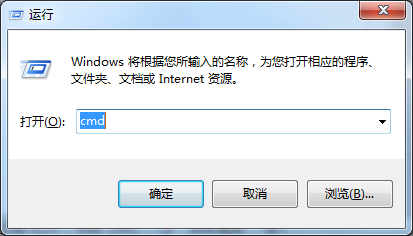 运行
Windows 将根据您所输入的名称，为您打开相应的程序、
文件夹、文档或 Internet 资源。
打开(O): cmd
确定 取消 浏览(B)...